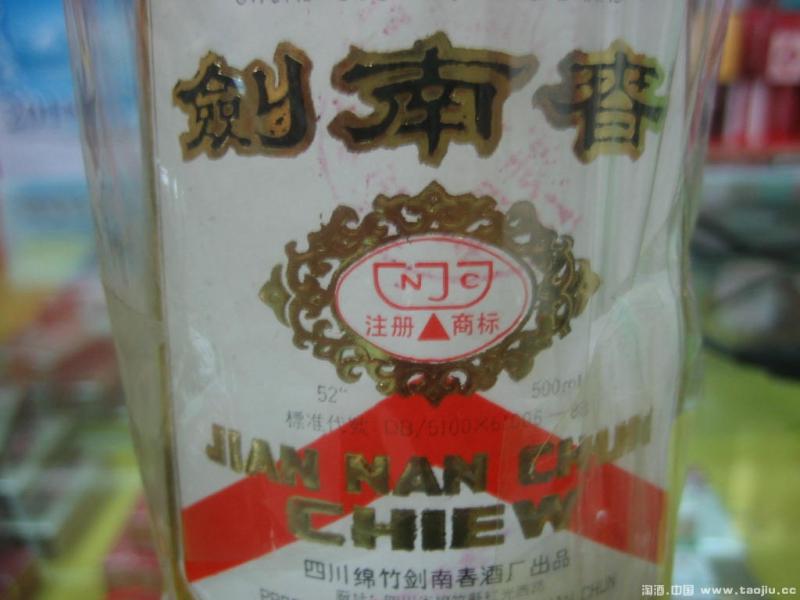 劍南春
NJC
注册 商标
52° 500ml
JIAN NAN CHUN
CHIEW
四川绵竹剑南春酒厂出品
淘酒.中国 www.taojiu.cc